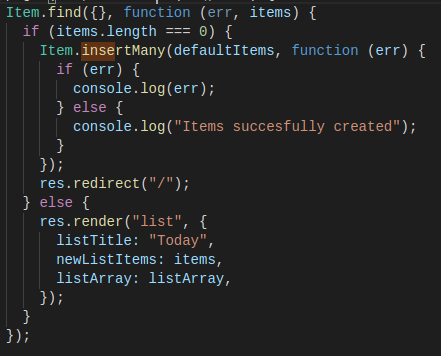 Item.find({}, function (err, items) {
if (items.length === 0) {
Item.insertMany(defaultItems, function (err) {
if (err) {
console.log(err);
} else {
console.log("Items succesfully created");
}
});
res.redirect("/");
} else {
res.render("list", {
listTitle: "Today",
newListItems: items,
listArray: listArray,
});
}
});